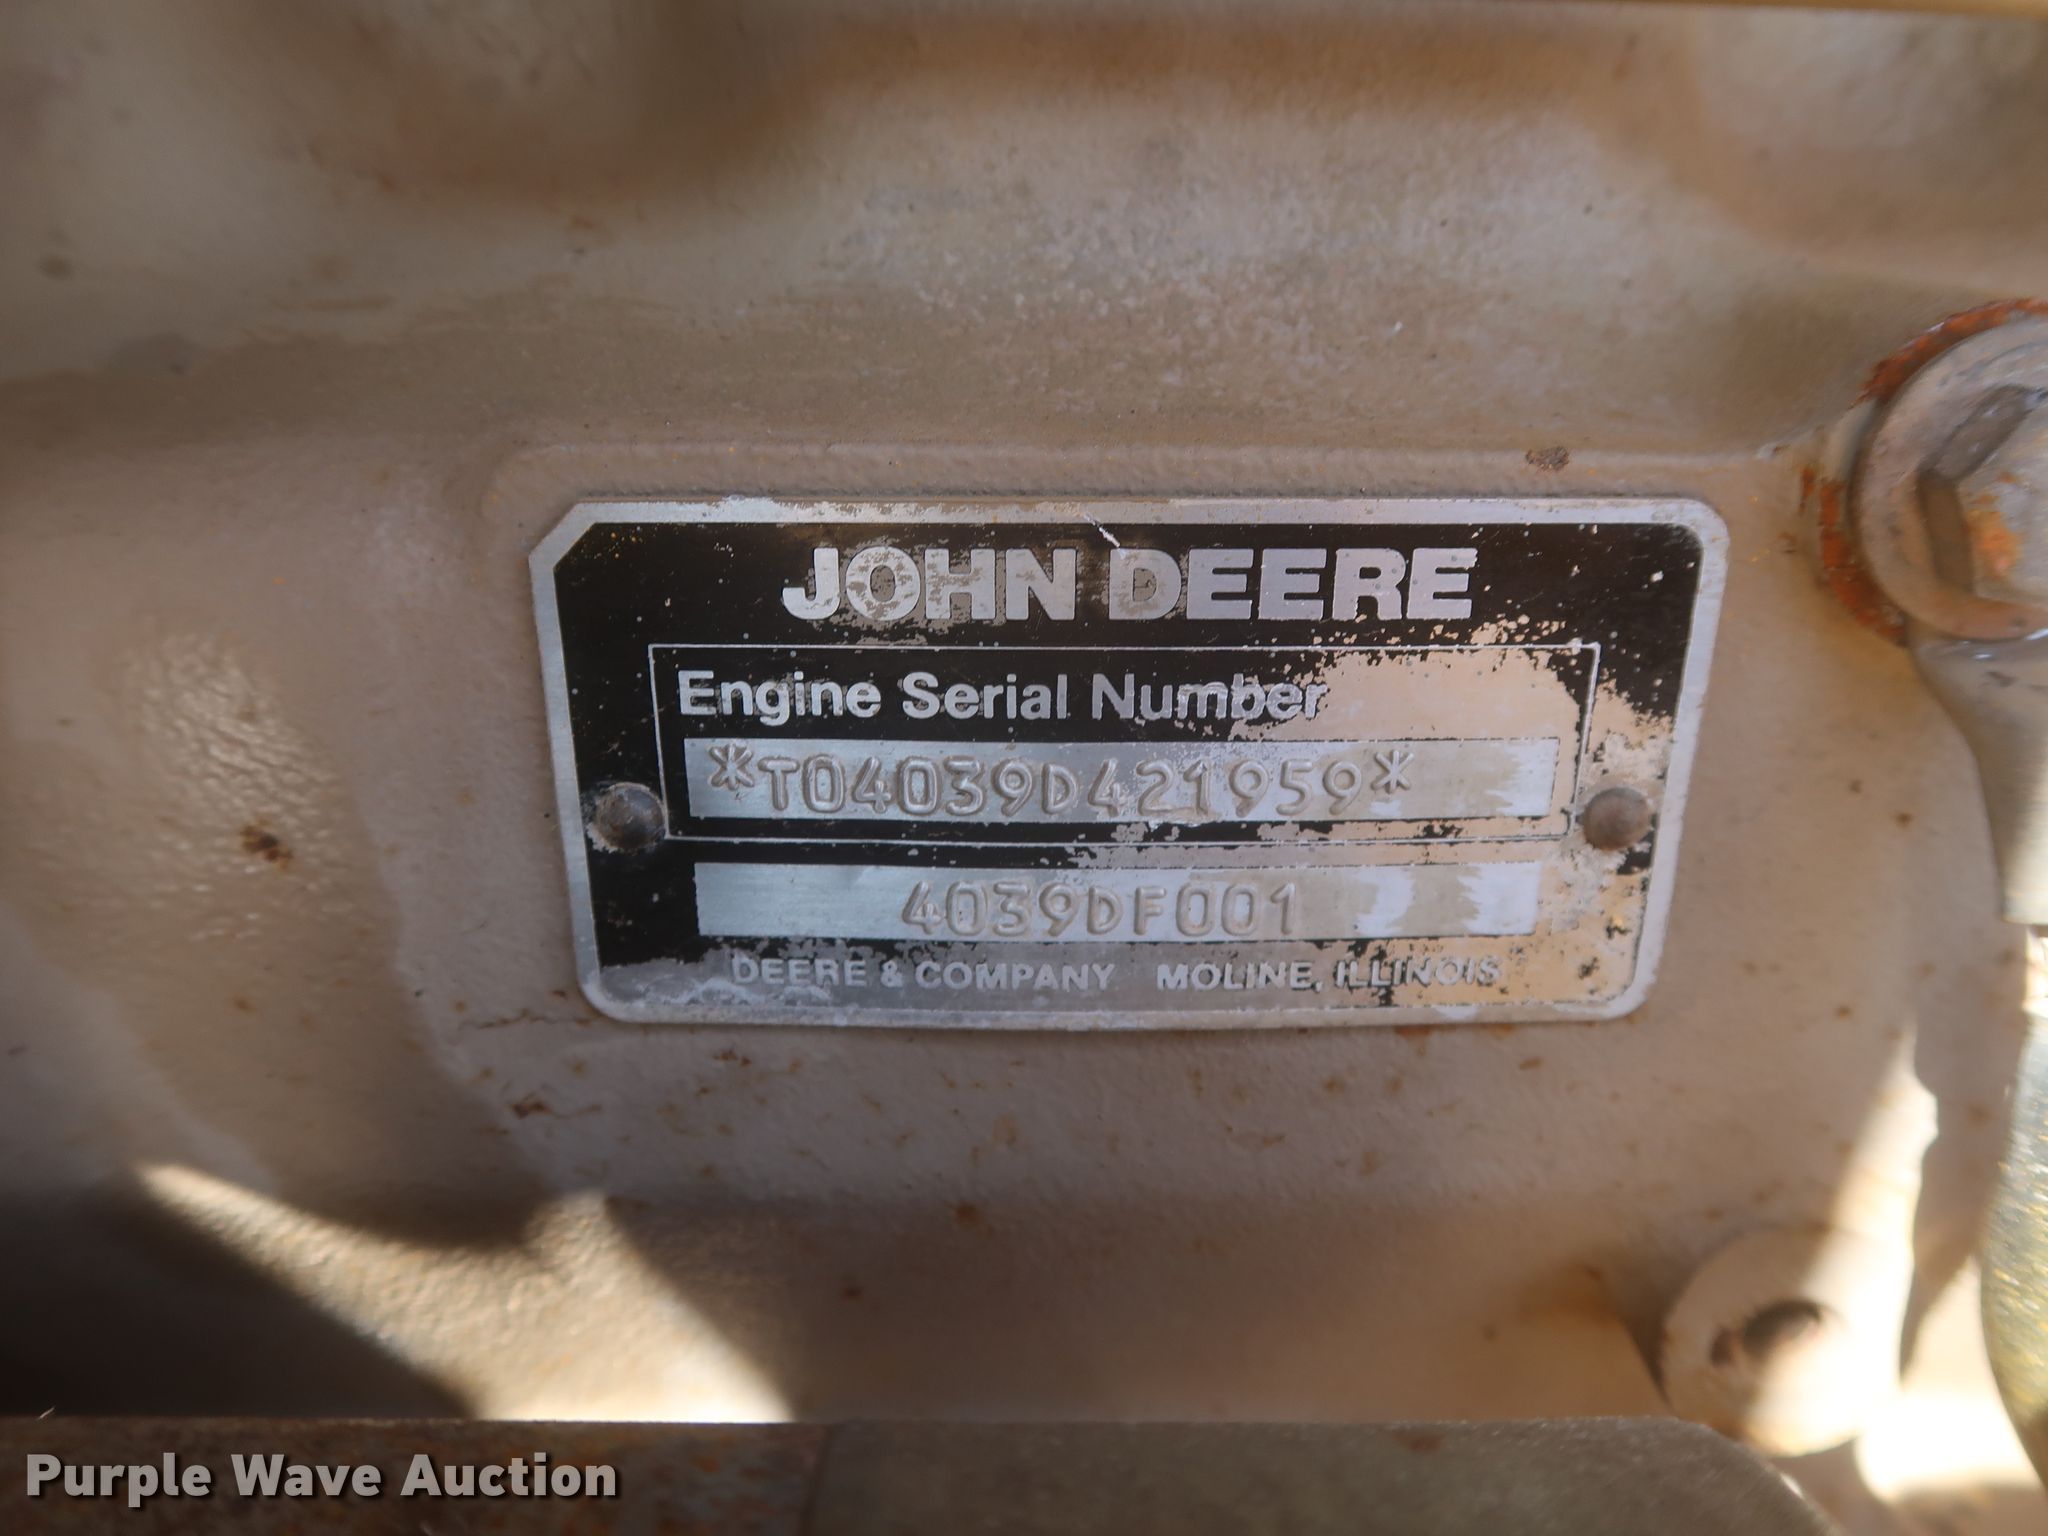 JOHN DEERE
Engine Serial Number
*T04039D421959*
4039DF001
DEERE & COMPANY MOLINE, ILLINOIS
Purple Wave Auction